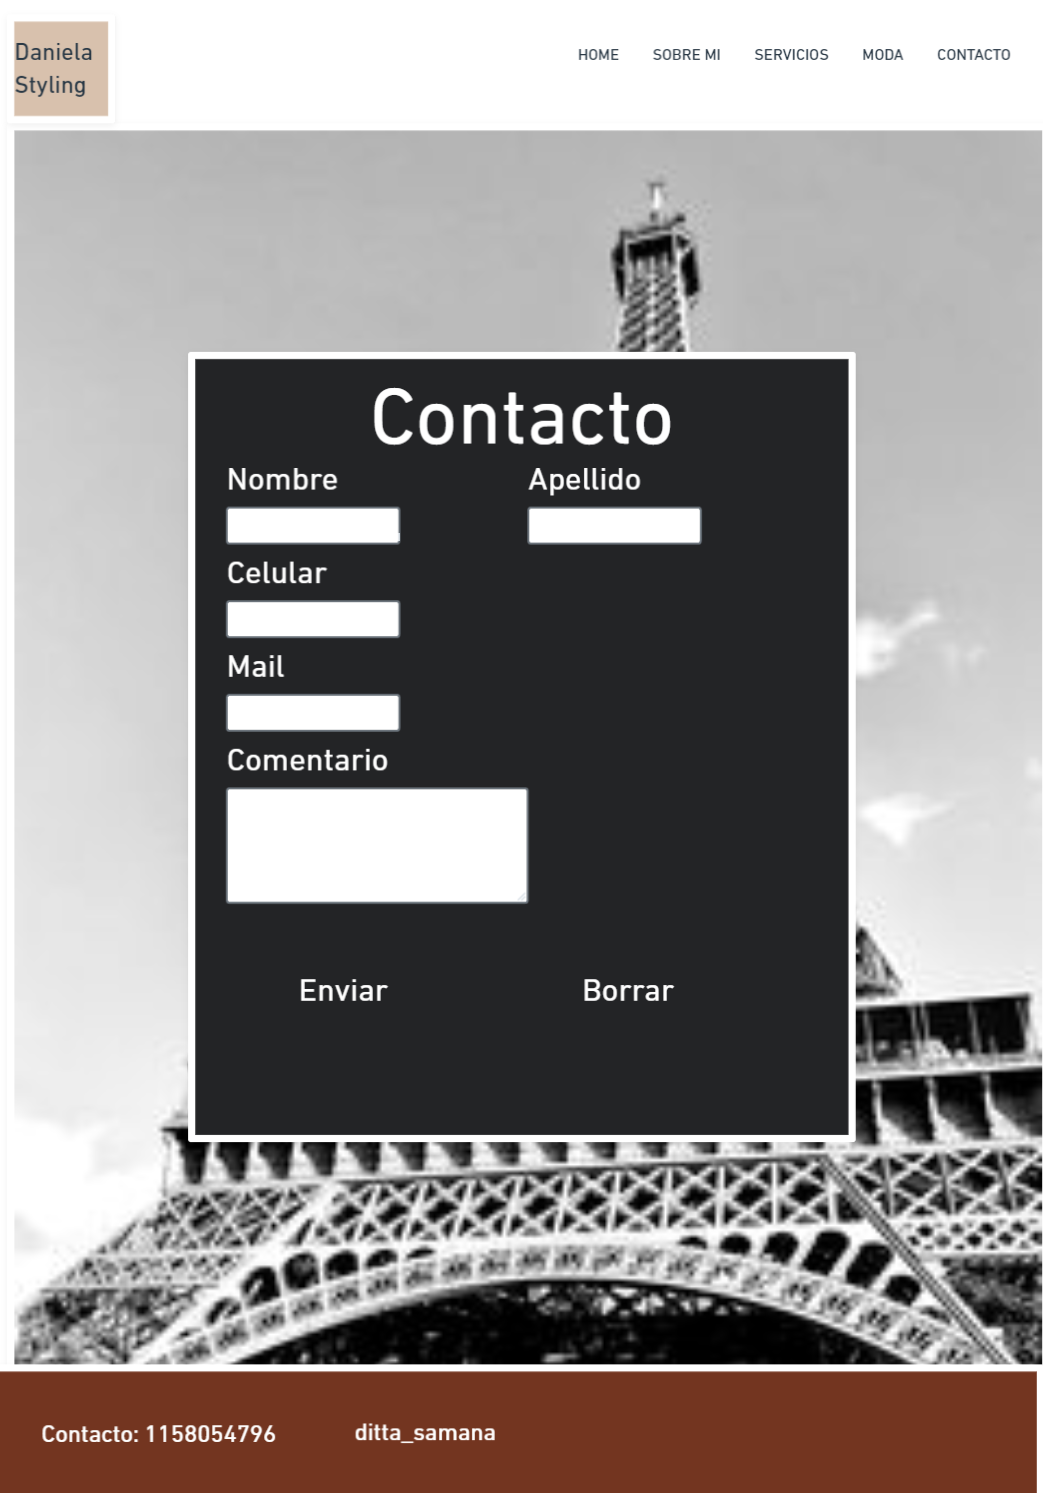 Daniela
Styling
HOME SOBRE MI SERVICIOS MODA CONTACTO
Contacto
Nombre Apellido
Celular
Mail
Comentario
Enviar Borrar
Contacto: 1158054796 ditta_samana